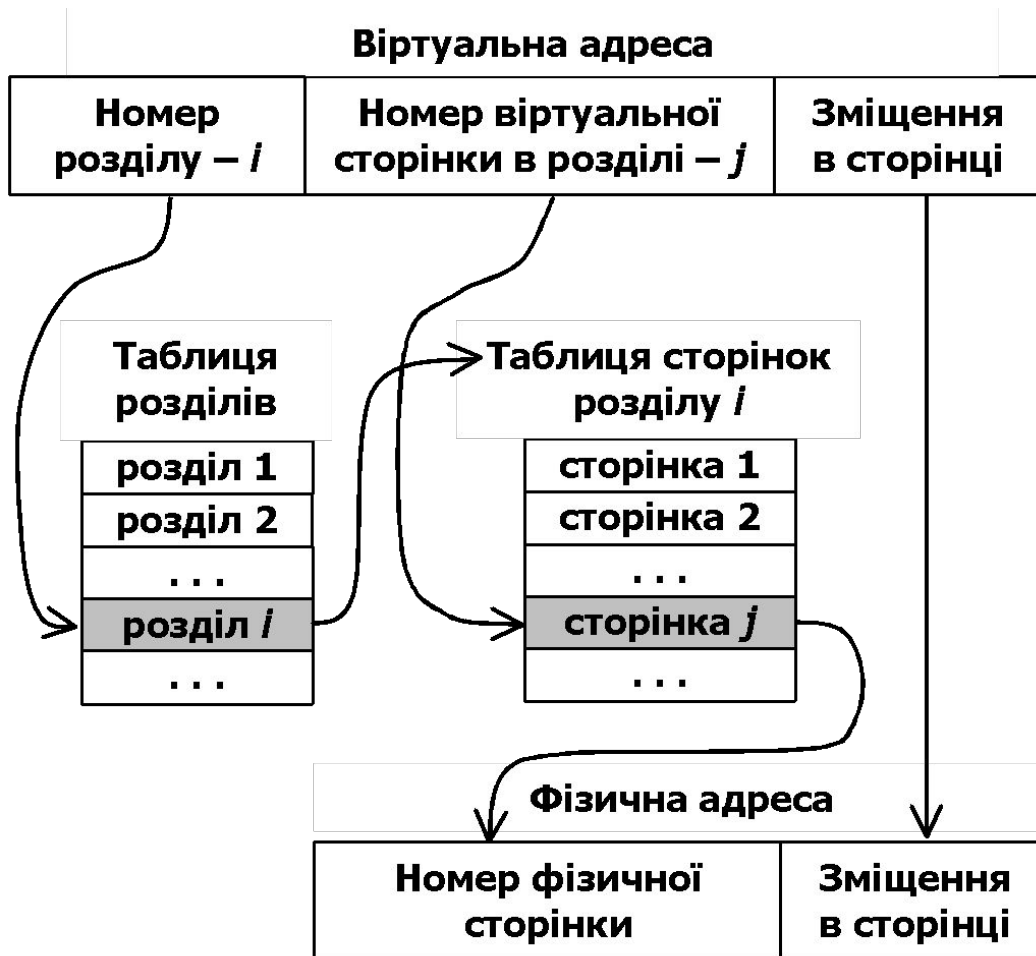 Віртуальна адреса
Номер
розділу – i
Номер віртуальної
сторінки в розділі – j
Зміщення
в сторінці
Таблиця
розділів
розділ 1
розділ 2
. . .
розділ i
. . .
Таблиця сторінок
розділу i
сторінка 1
сторінка 2
. . .
сторінка j
. . .
Фізична адреса
Номер фізичної
сторінки
Зміщення
в сторінці